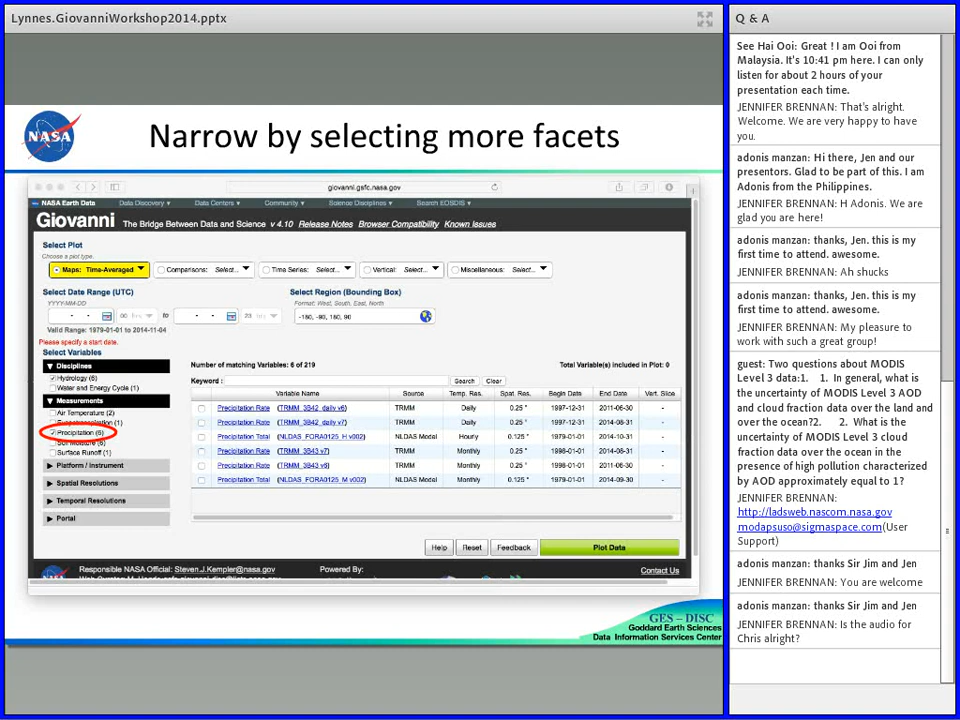 Lynnes.GiovanniWorkshop2014.pptx
NASA
Narrow by selecting more facets
giovanni.gsfc.nasa.gov
NASA Earth Data Data Discovery Data Centers Community Science Disciplines Search EOSDIS
Giovanni The Bridge Between Data and Science v 4.10 Release Notes Browser Compatibility Known Issues
Select Plot
Choose a plot type.
Maps: Time-Averaged Comparisons: Select... Time Series: Select... Vertical: Select... Miscellaneous: Select...
Select Date Range (UTC) Select Region (Bounding Box)
YYYY-MM-DD Format: West, South, East, North
- - 00 hrs to - - 23 hrs -180, -90, 180, 90
Valid Range: 1979-01-01 to 2014-11-04
Please specify a start date.
Select Variables
Disciplines
Hydrology (6)
Water and Energy Cycle (1)
Measurements
Air Temperature (2)
Precipitation (6)
Surface Runoff (1)
Platform / Instrument
Spatial Resolutions
Temporal Resolutions
Portal
Number of matching Variables: 6 of 219 Total Variable(s) included in Plot: 0
Keyword : Search Clear
Variable Name Source Temp. Res. Spat. Res. Begin Date End Date Vert. Slice
Precipitation Rate (TRMM_3B42_daily v6) TRMM Daily 0.25 ° 1997-12-31 2011-06-30 -
Precipitation Rate (TRMM_3B42_daily v7) TRMM Daily 0.25 ° 1997-12-31 2014-08-31 -
Precipitation Total (NLDAS_FORA0125_H v002) NLDAS Model Hourly 0.125 ° 1979-01-01 2014-10-31 -
Precipitation Rate (TRMM_3B43 v7) TRMM Monthly 0.25 ° 1998-01-01 2014-08-31 -
Precipitation Rate (TRMM_3B43 v6) TRMM Monthly 0.25 ° 1998-01-01 2011-06-30 -
Precipitation Total (NLDAS_FORA0125_M v002) NLDAS Model Monthly 0.125 ° 1979-01-01 2014-09-30 -
Help Reset Feedback Plot Data
Responsible NASA Official: Steven.J.Kempler@nasa.gov Powered By: Contact Us
GES – DISC
Goddard Earth Sciences
Data Information Services Center
Q & A
See Hai Ooi: Great ! I am Ooi from
Malaysia. It's 10:41 pm here. I can only
listen for about 2 hours of your
presentation each time.
JENNIFER BRENNAN: That's alright.
Welcome. We are very happy to have
you.
adonis manzan: Hi there, Jen and our
presentors. Glad to be part of this. I am
Adonis from the Philippines.
JENNIFER BRENNAN: H Adonis. We are
glad you are here!
adonis manzan: thanks, Jen. this is my
first time to attend. awesome.
JENNIFER BRENNAN: Ah shucks
adonis manzan: thanks, Jen. this is my
first time to attend. awesome.
JENNIFER BRENNAN: My pleasure to
work with such a great group!
guest: Two questions about MODIS
Level 3 data:1. 1. In general, what is
the uncertainty of MODIS Level 3 AOD
and cloud fraction data over the land and
over the ocean?2. 2. What is the
uncertainty of MODIS Level 3 cloud
fraction data over the ocean in the
presence of high pollution characterized
by AOD approximately equal to 1?
JENNIFER BRENNAN:
http://ladsweb.nascom.nasa.gov
modapsuso@sigmaspace.com(User
Support)
adonis manzan: thanks Sir Jim and Jen
JENNIFER BRENNAN: You are welcome
adonis manzan: thanks Sir Jim and Jen
JENNIFER BRENNAN: Is the audio for
Chris alright?